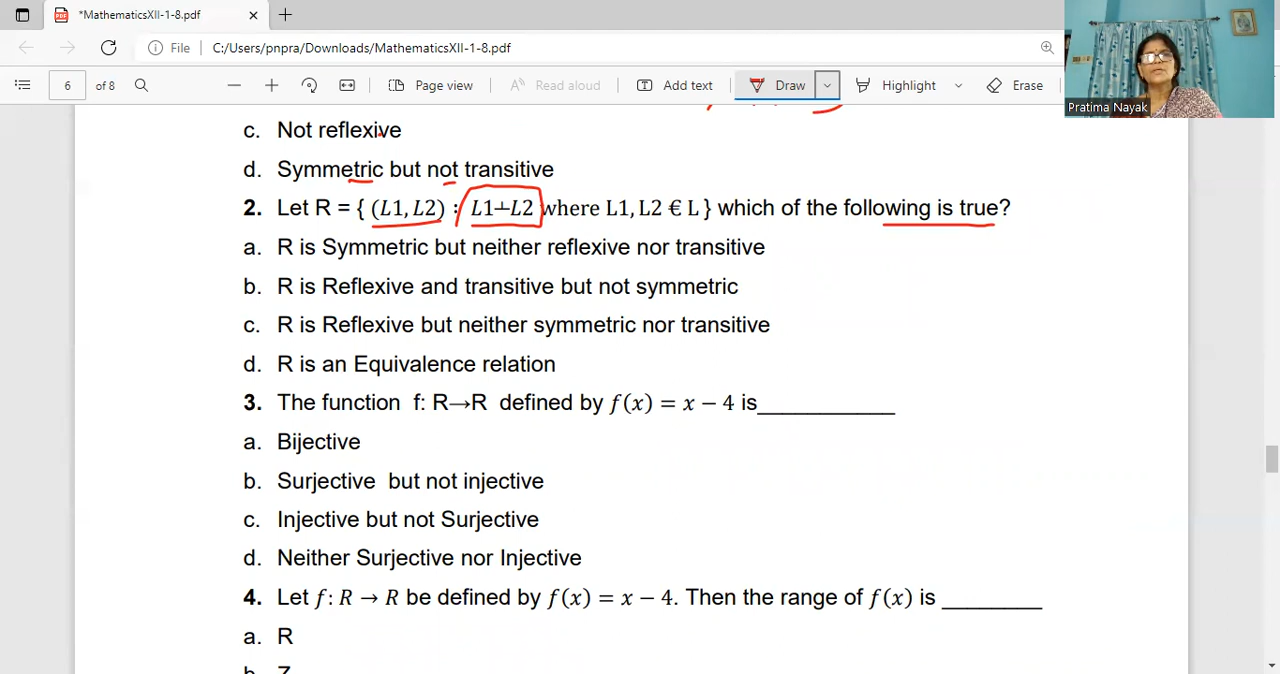 *MathematicsXII-1-8.pdf
File C:/Users/pnpra/Downloads/MathematicsXII-1-8.pdf
6 of 8 Page view Read aloud Add text Draw Highlight Erase
Pratima Nayak
c. Not reflexive
d. Symmetric but not transitive
2. Let R = { (L1, L2) : L1⊥L2 where L1, L2 € L } which of the following is true?
a. R is Symmetric but neither reflexive nor transitive
b. R is Reflexive and transitive but not symmetric
c. R is Reflexive but neither symmetric nor transitive
d. R is an Equivalence relation
3. The function f: R→R defined by f(x) = x − 4 is___________
a. Bijective
b. Surjective but not injective
c. Injective but not Surjective
d. Neither Surjective nor Injective
4. Let f: R → R be defined by f(x) = x − 4. Then the range of f(x) is ________
a. R